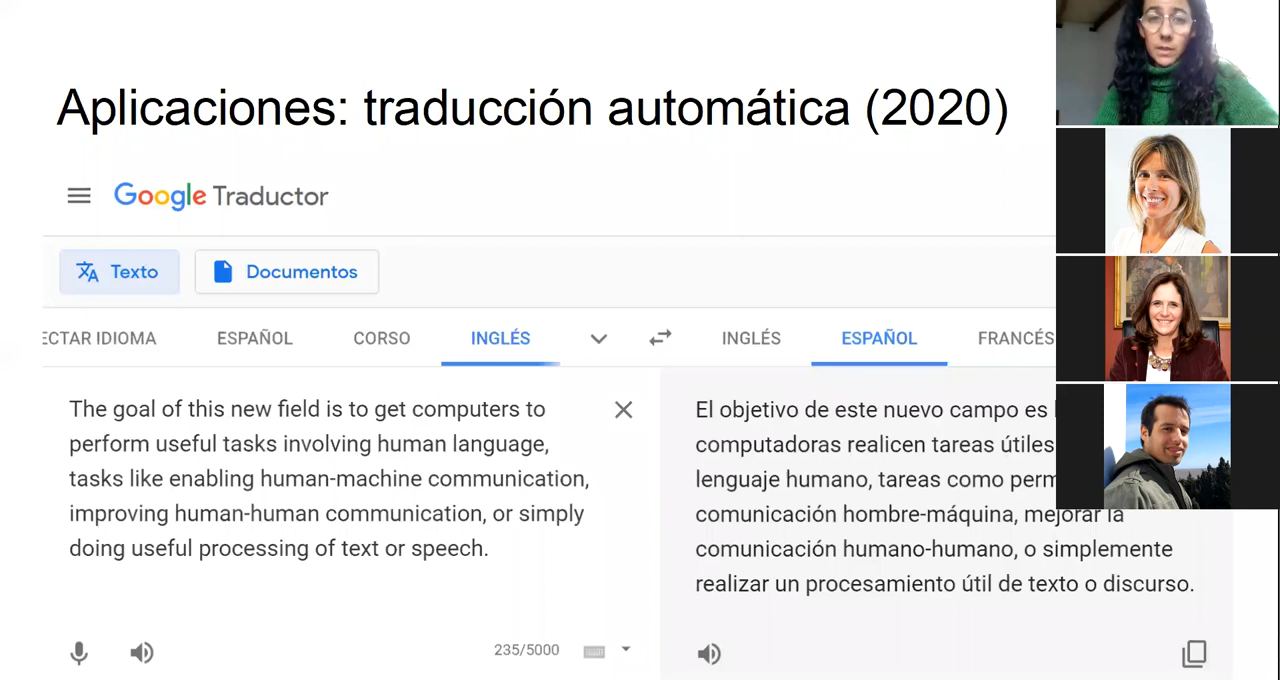 Aplicaciones: traducción automática (2020)
Google Traductor
Texto
Documentos
ECTAR IDIOMA ESPAÑOL CORSO INGLÉS
INGLÉS ESPAÑOL FRANCÉS
The goal of this new field is to get computers to
perform useful tasks involving human language,
tasks like enabling human-machine communication,
improving human-human communication, or simply
doing useful processing of text or speech.
235/5000
El objetivo de este nuevo campo es
computadoras realicen tareas útiles
lenguaje humano, tareas como perm
comunicación hombre-máquina, mejorar la
comunicación humano-humano, o simplemente
realizar un procesamiento útil de texto o discurso.